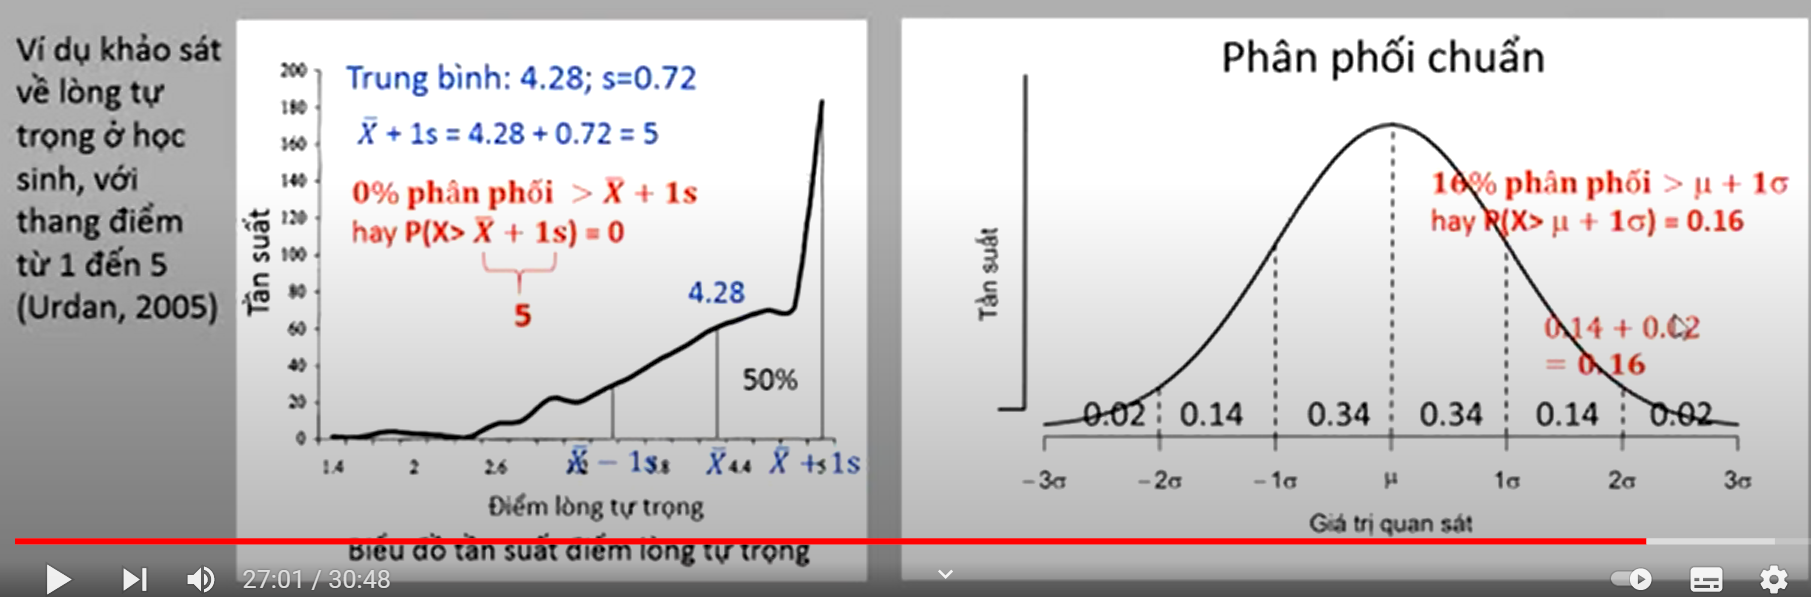 Ví dụ khảo sát
về lòng tự
trọng ở học
sinh, với
thang điểm
từ 1 đến 5
(Urdan, 2005)
Trung bình: 4.28; s=0.72
X̄ + 1s = 4.28 + 0.72 = 5
0% phân phối > X̄ + 1s
hay P(X> X̄ + 1s) = 0
5
4.28
50%
Tần suất
200
180
160
140
120
100
80
60
40
20
0
1.4 2 2.6 X̄ − 1s 3.8 X̄ 4.4 X̄ + 1s 5
Điểm lòng tự trọng
Biểu đồ tần suất điểm lòng tự trọng
Phân phối chuẩn
16% phân phối > μ + 1σ
hay P(X> μ + 1σ) = 0.16
0.14 + 0.02
= 0.16
Tần suất
0.02 0.14 0.34 0.34 0.14 0.02
−3σ −2σ −1σ μ 1σ 2σ 3σ
Giá trị quan sát
27:01 / 30:48